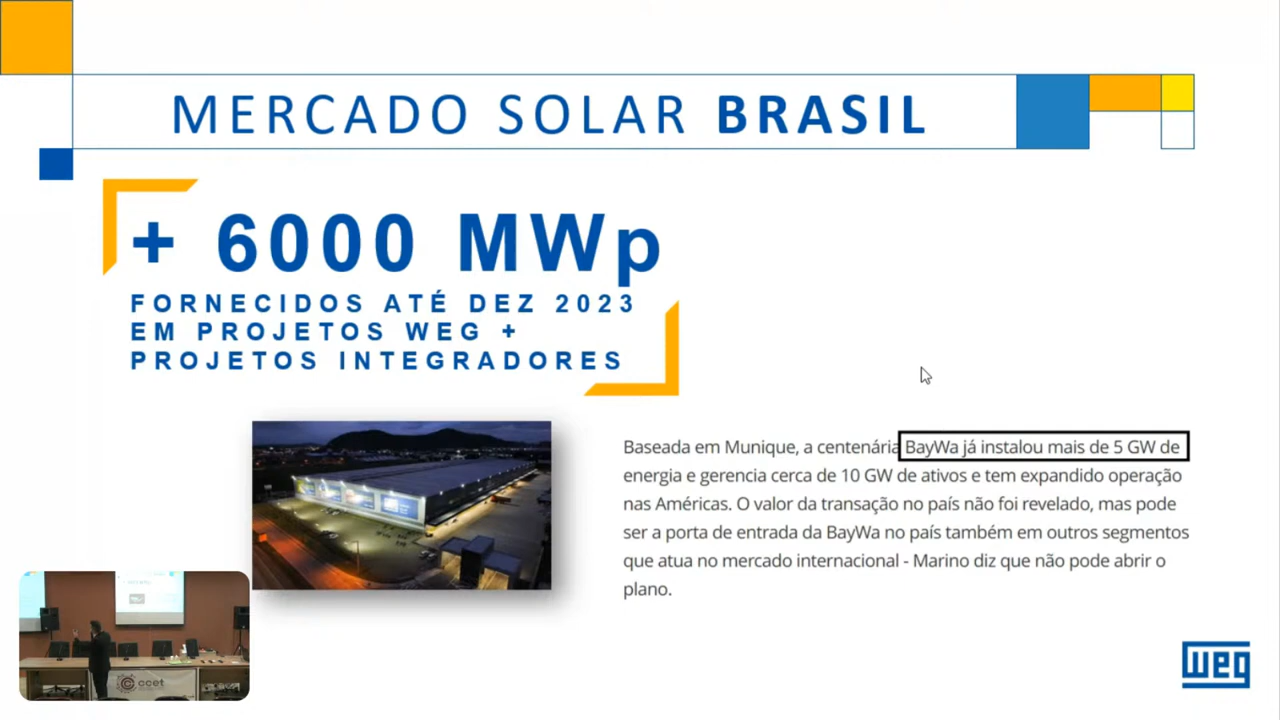 MERCADO SOLAR BRASIL
+ 6000 MWp
FORNECIDOS ATÉ DEZ 2023
EM PROJETOS WEG +
PROJETOS INTEGRADORES
Baseada em Munique, a centenária BayWa já instalou mais de 5 GW de
energia e gerencia cerca de 10 GW de ativos e tem expandido operação
nas Américas. O valor da transação no país não foi revelado, mas pode
ser a porta de entrada da BayWa no país também em outros segmentos
que atua no mercado internacional - Marino diz que não pode abrir o
plano.
ccet
weg